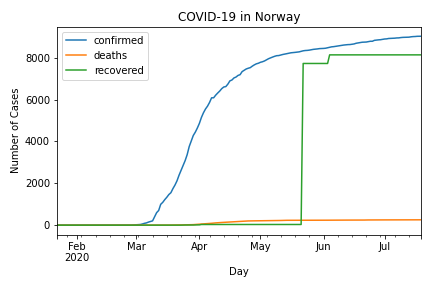 COVID-19 in Norway
confirmed
deaths
recovered
Number of Cases
8000
6000
4000
2000
0
Feb Mar Apr May Jun Jul
2020
Day